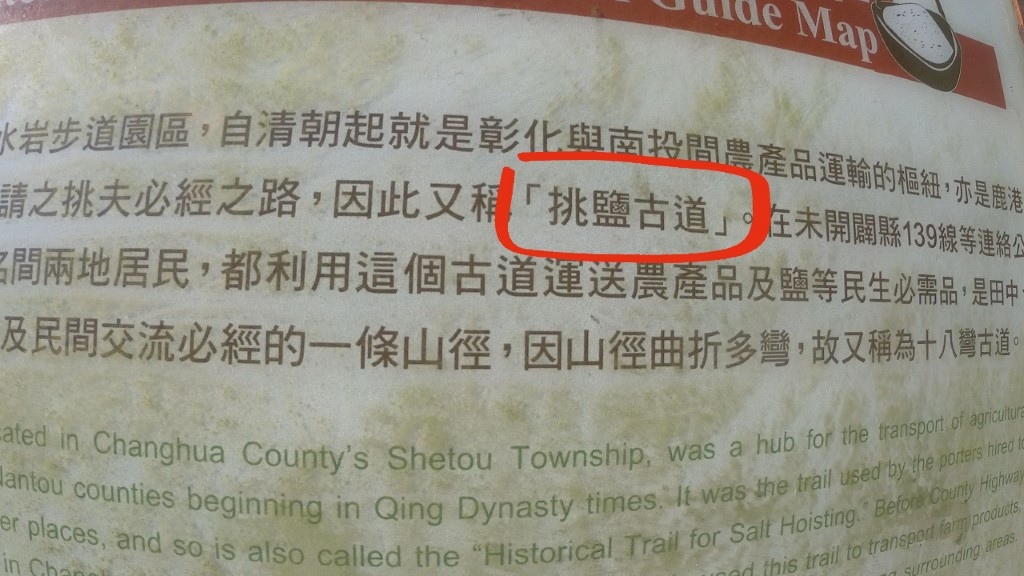 Guide Map
水岩步道園區，自清朝起就是彰化與南投間農產品運輸的樞紐，亦是鹿港
請之挑夫必經之路，因此又稱「挑鹽古道」。在未開闢縣139線等連絡公
名間兩地居民，都利用這個古道運送農產品及鹽等民生必需品，是田中、
及民間交流必經的一條山徑，因山徑曲折多彎，故又稱為十八彎古道。
cated in Changhua County's Shetou Township, was a hub for the transport of agricultura
Nantou counties beginning in Qing Dynasty times. It was the trail used by the porters hired
er places, and so is also called the “Historical Trail for Salt Hoisting.” Before County Highway
used this trail to transport farm products,
surrounding areas.